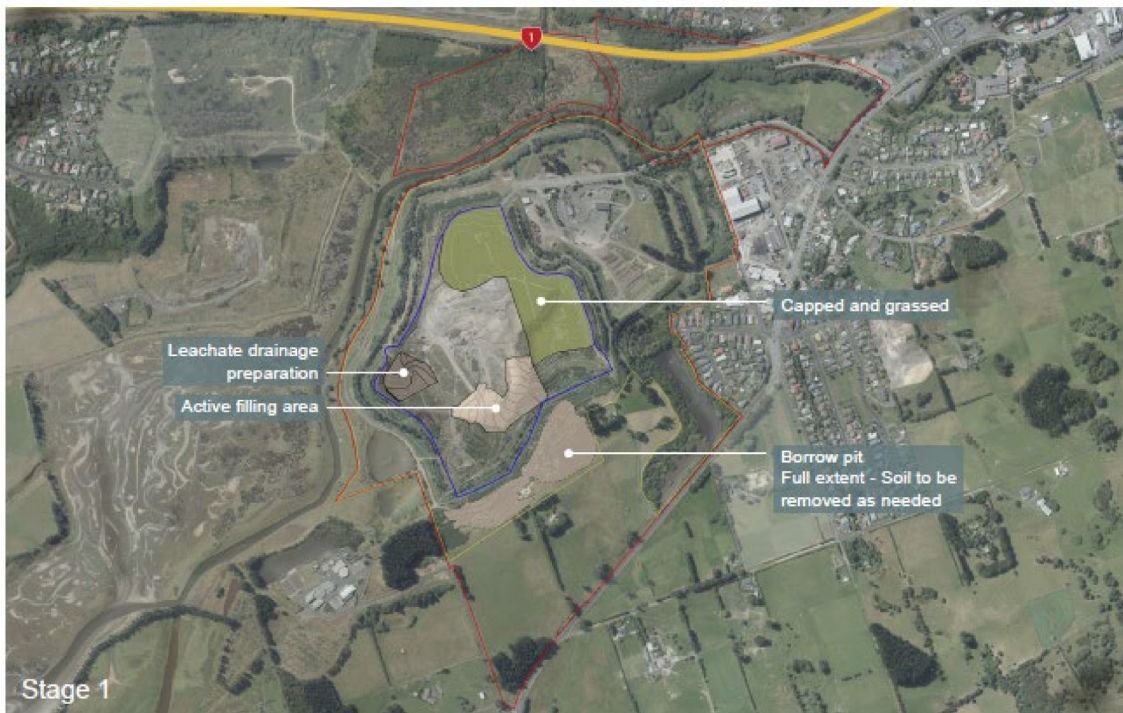 1
Capped and grassed
Leachate drainage
preparation
Active filling area
Borrow pit
Full extent - Soil to be
removed as needed
Stage 1